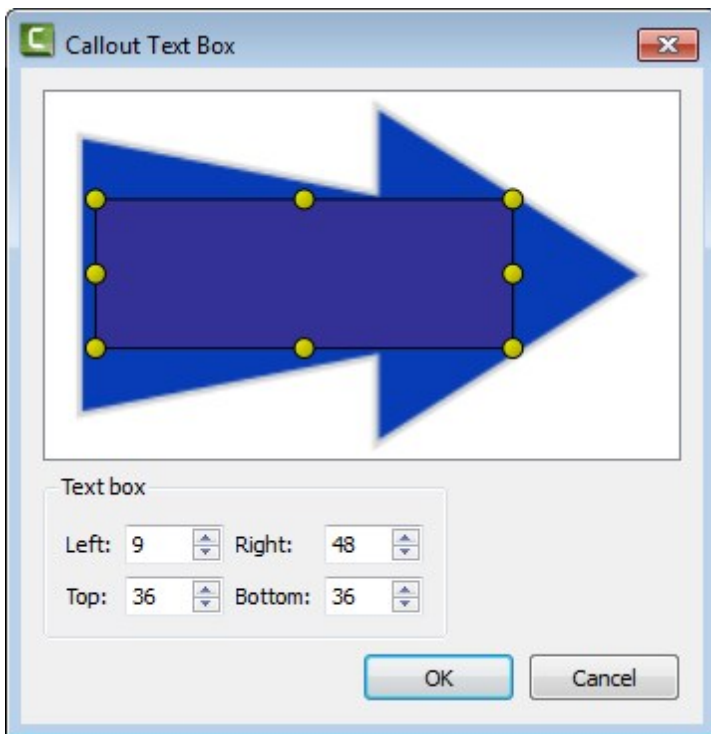 Callout Text Box
Text box
Left: 9 Right: 48
Top: 36 Bottom: 36
OK Cancel